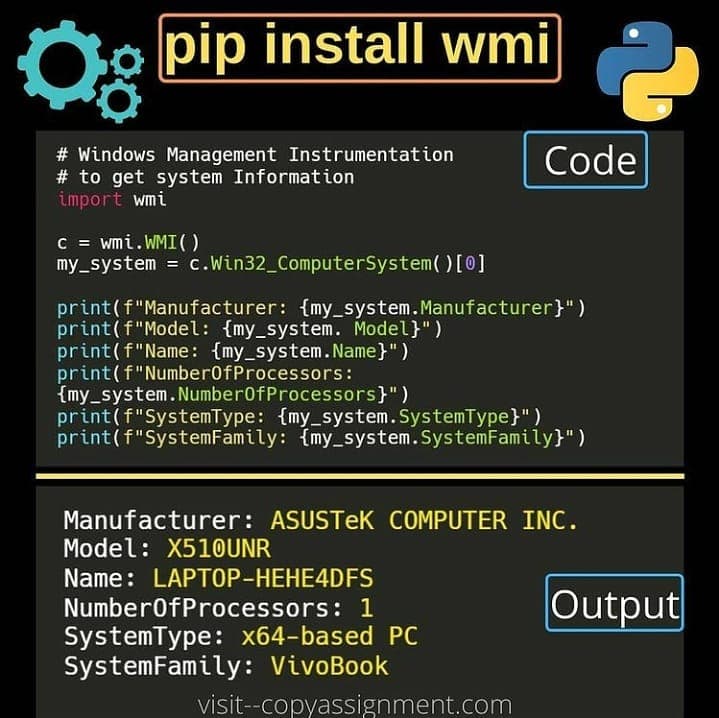 pip install wmi
Code
# Windows Management Instrumentation
# to get system Information
import wmi
c = wmi.WMI()
my_system = c.Win32_ComputerSystem()[0]
print(f"Manufacturer: {my_system.Manufacturer}")
print(f"Model: {my_system. Model}")
print(f"Name: {my_system.Name}")
print(f"NumberOfProcessors:
{my_system.NumberOfProcessors}")
print(f"SystemType: {my_system.SystemType}")
print(f"SystemFamily: {my_system.SystemFamily}")
Manufacturer: ASUSTeK COMPUTER INC.
Model: X510UNR
Name: LAPTOP-HEHE4DFS
NumberOfProcessors: 1
SystemType: x64-based PC
SystemFamily: VivoBook
Output
visit--copyassignment.com